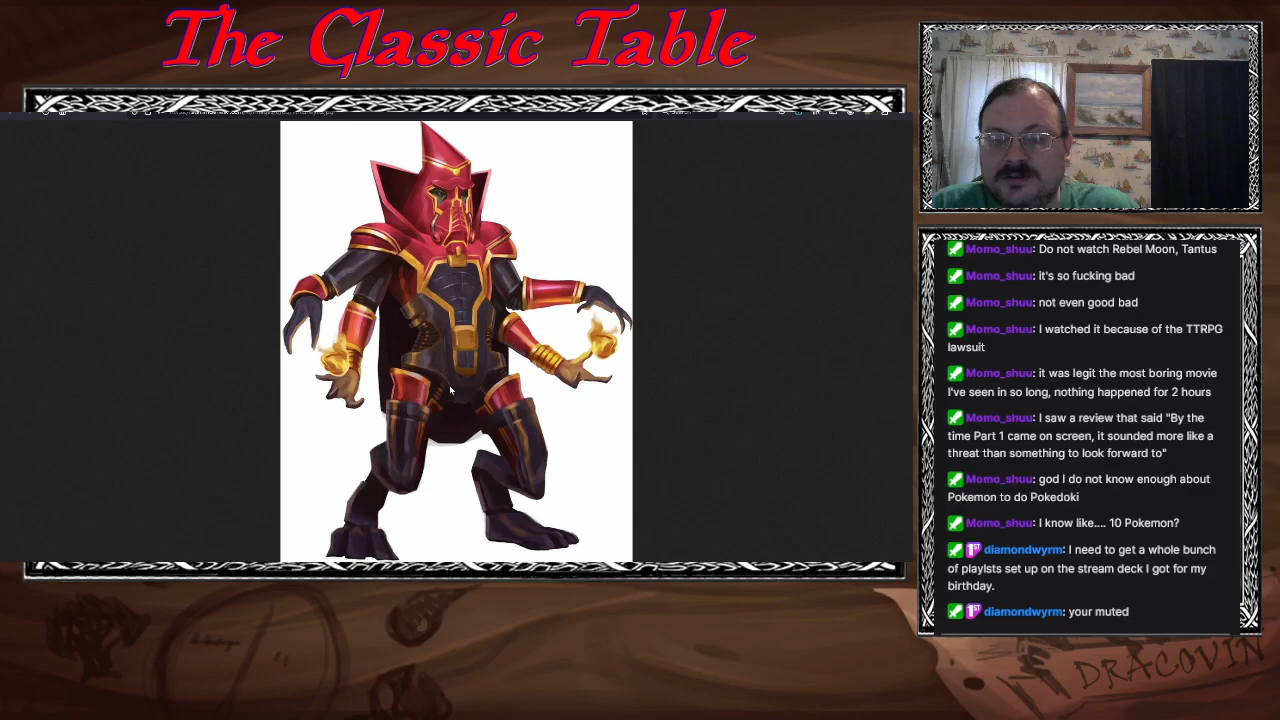 The Classic Table
Momo_shuu: Do not watch Rebel Moon, Tantus
Momo_shuu: it's so fucking bad
Momo_shuu: not even good bad
Momo_shuu: I watched it because of the TTRPG
lawsuit
Momo_shuu: it was legit the most boring movie
I've seen in so long, nothing happened for 2 hours
Momo_shuu: I saw a review that said "By the
time Part 1 came on screen, it sounded more like a
threat than something to look forward to"
Momo_shuu: god I do not know enough about
Pokemon to do Pokedoki
Momo_shuu: I know like.... 10 Pokemon?
1ST diamondwyrm: I need to get a whole bunch
of playlsts set up on the stream deck I got for my
birthday.
1ST diamondwyrm: your muted
DRACOVIN